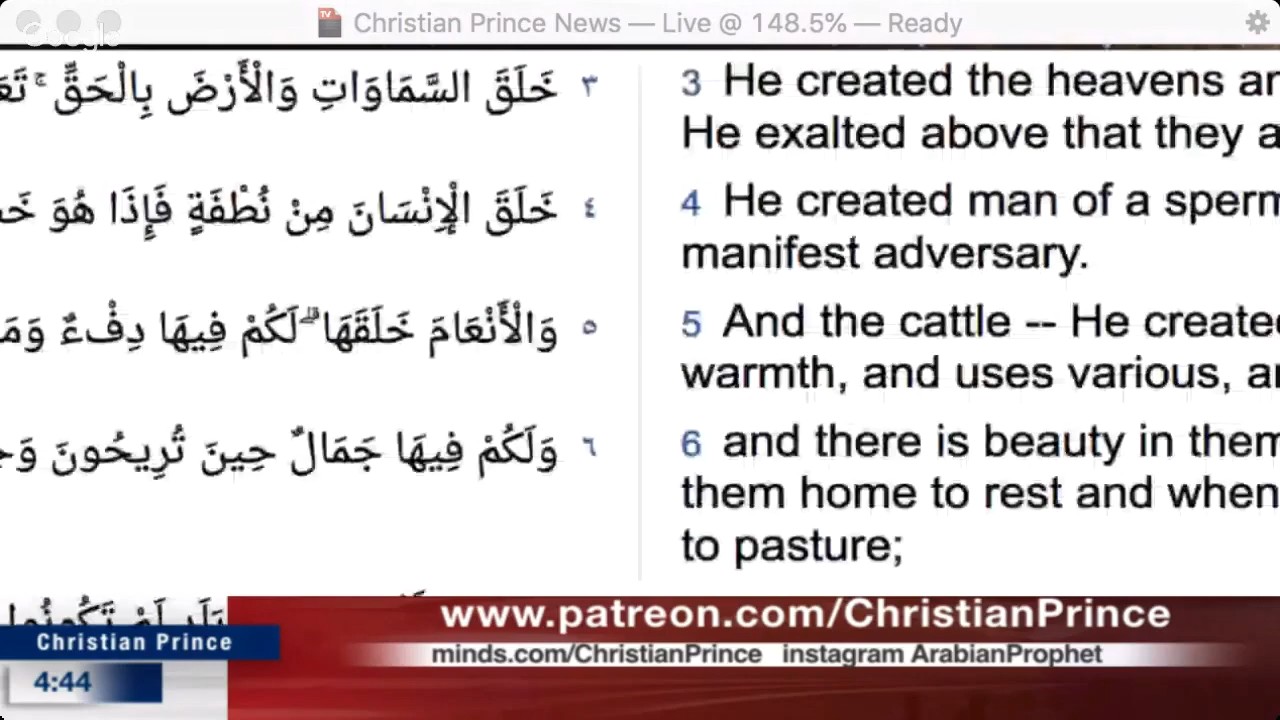 Christian Prince News — Live @ 148.5% — Ready
Google
٣ خَلَقَ السَّمَاوَاتِ وَالْأَرْضَ بِالْحَقِّ ۚ
3 He created the heavens
He exalted above that they
٤ خَلَقَ الْإِنْسَانَ مِنْ نُطْفَةٍ فَإِذَا هُوَ
4 He created man of a sperm
manifest adversary.
٥ وَالْأَنْعَامَ خَلَقَهَا ۗ لَكُمْ فِيهَا دِفْءٌ
5 And the cattle -- He created
warmth, and uses various,
٦ وَلَكُمْ فِيهَا جَمَالٌ حِينَ تُرِيحُونَ
6 and there is beauty in them
them home to rest and when
to pasture;
www.patreon.com/ChristianPrince
Christian Prince
minds.com/ChristianPrince instagram ArabianProphet
4:44